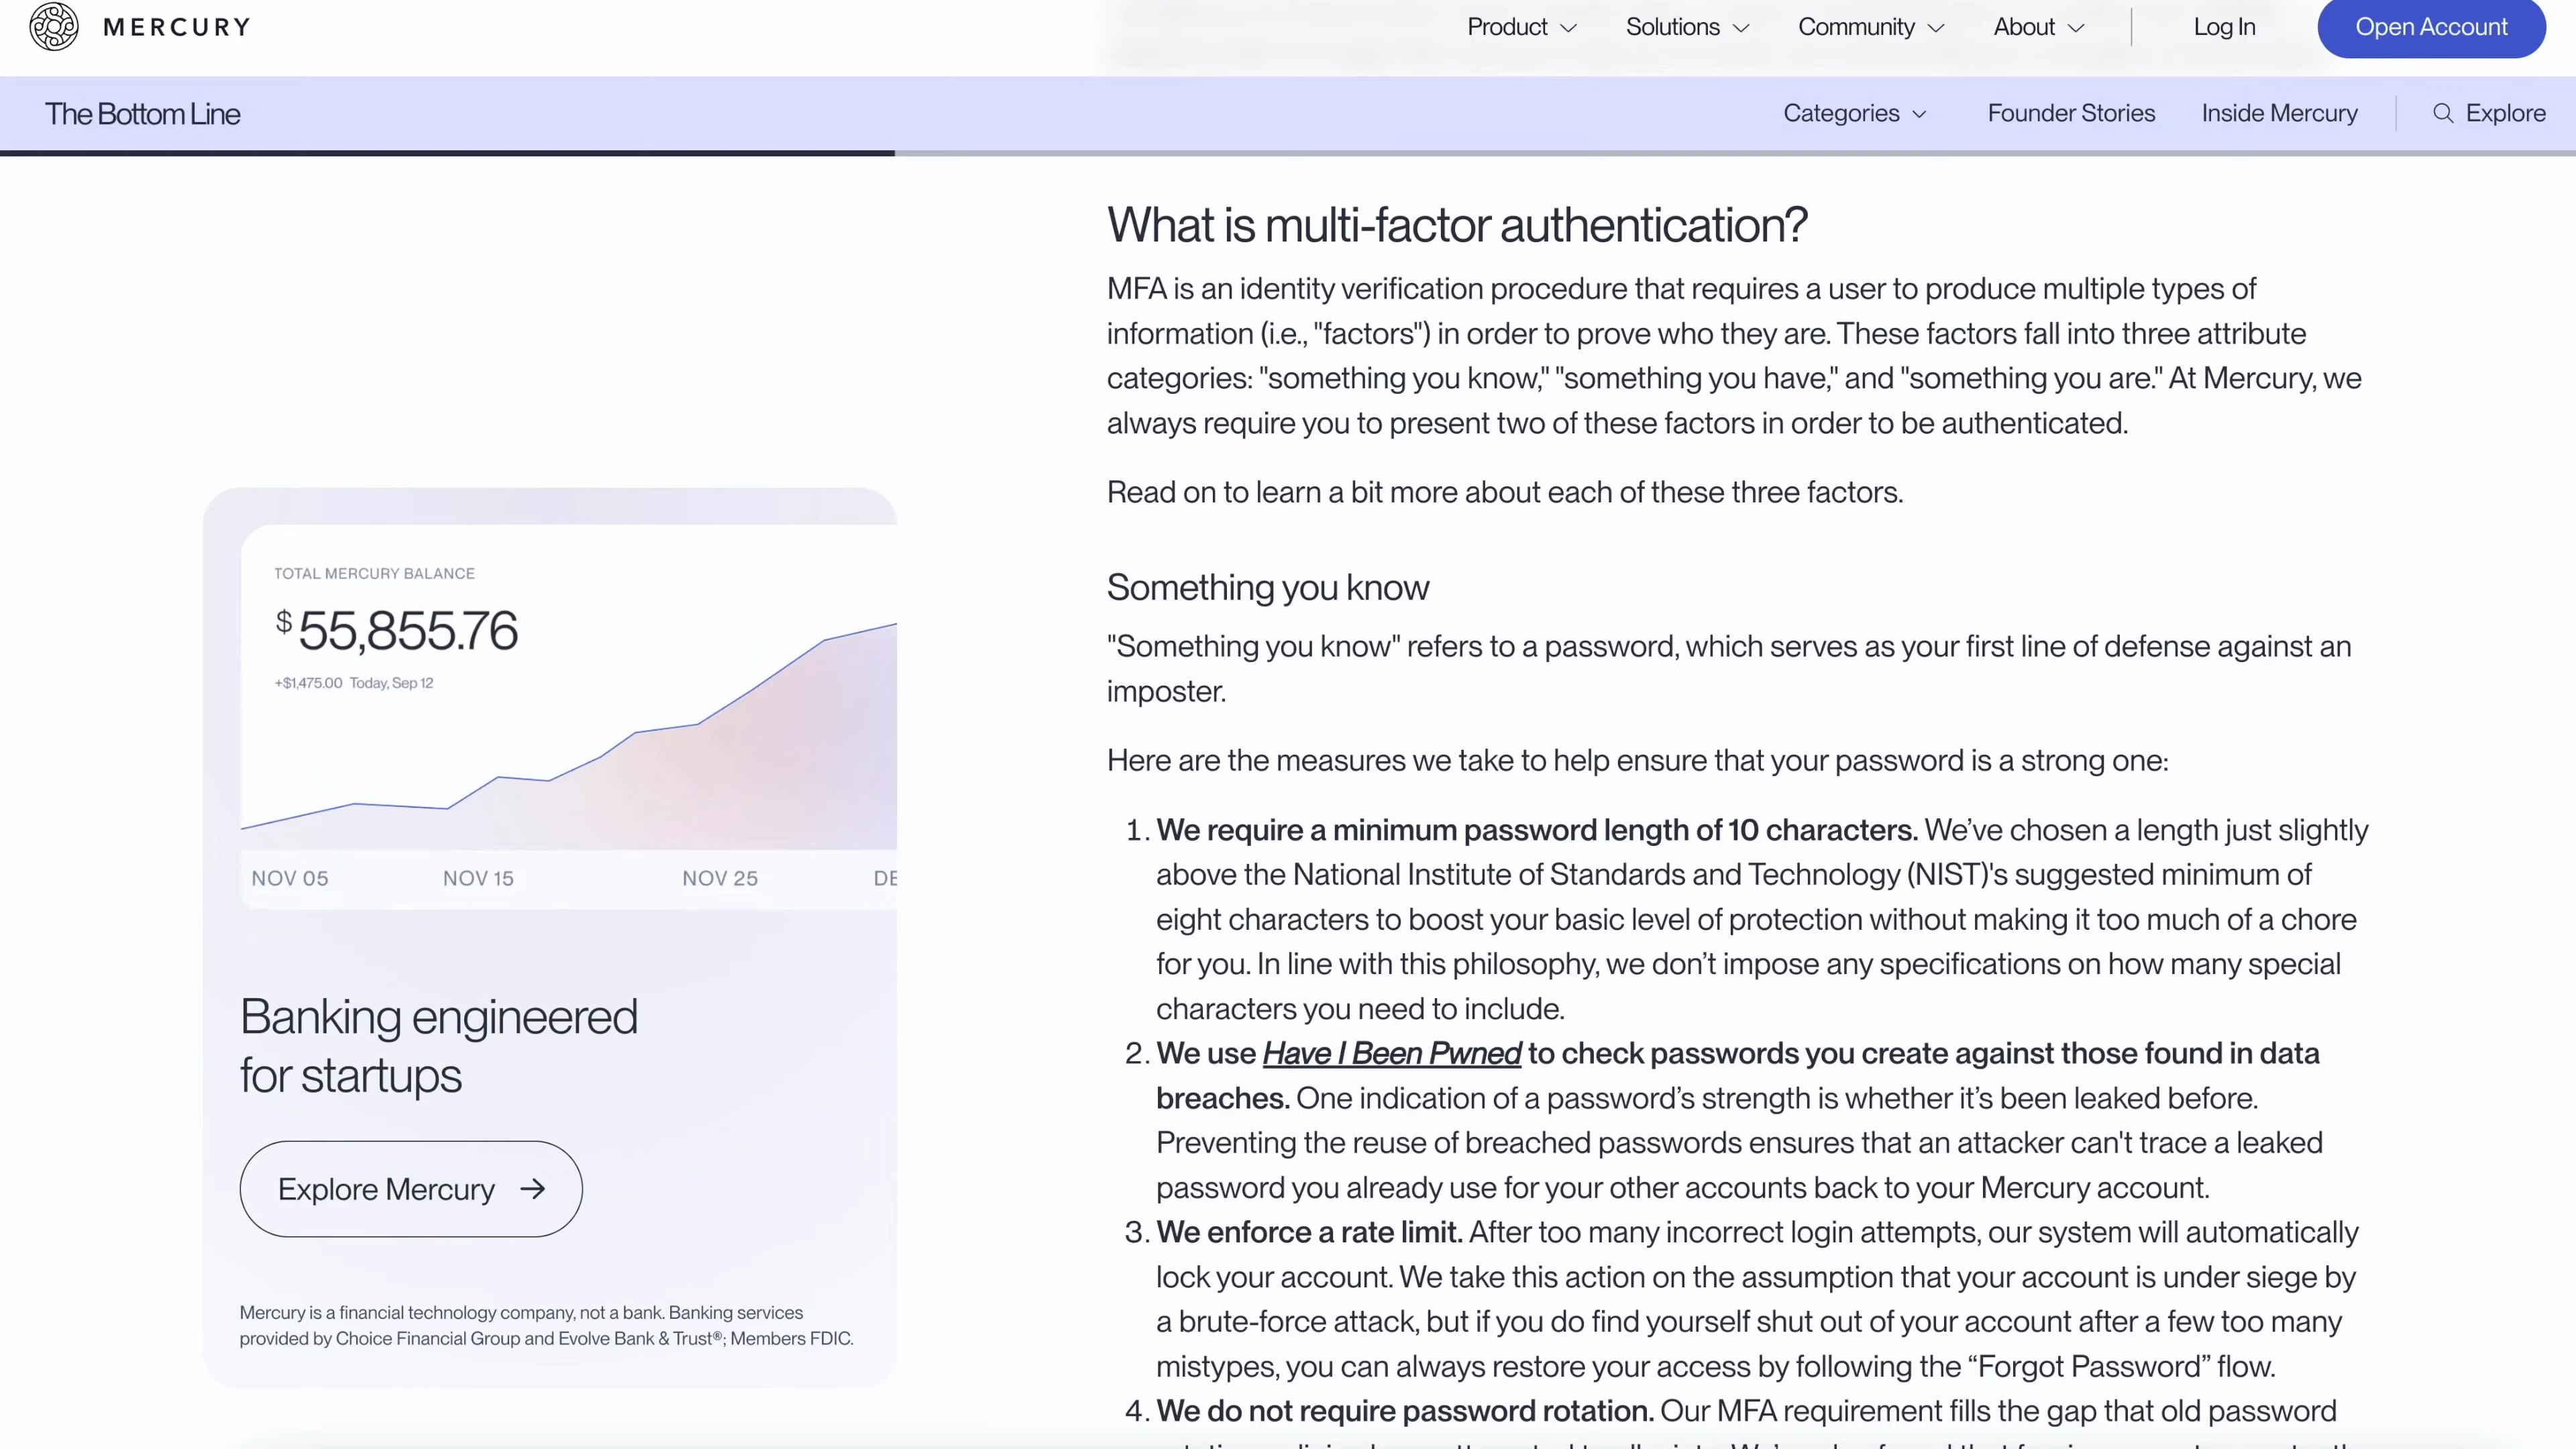 MERCURY
Product
Solutions
Community
About
Log In
Open Account
The Bottom Line
Categories
Founder Stories
Inside Mercury
Explore
What is multi-factor authentication?
MFA is an identity verification procedure that requires a user to produce multiple types of
information (i.e., "factors") in order to prove who they are. These factors fall into three attribute
categories: "something you know," "something you have," and "something you are." At Mercury, we
always require you to present two of these factors in order to be authenticated.
Read on to learn a bit more about each of these three factors.
Something you know
"Something you know" refers to a password, which serves as your first line of defense against an
imposter.
Here are the measures we take to help ensure that your password is a strong one:
1. We require a minimum password length of 10 characters. We’ve chosen a length just slightly
above the National Institute of Standards and Technology (NIST)'s suggested minimum of
eight characters to boost your basic level of protection without making it too much of a chore
for you. In line with this philosophy, we don’t impose any specifications on how many special
characters you need to include.
2. We use Have I Been Pwned to check passwords you create against those found in data
breaches. One indication of a password’s strength is whether it’s been leaked before.
Preventing the reuse of breached passwords ensures that an attacker can't trace a leaked
password you already use for your other accounts back to your Mercury account.
3. We enforce a rate limit. After too many incorrect login attempts, our system will automatically
lock your account. We take this action on the assumption that your account is under siege by
a brute-force attack, but if you do find yourself shut out of your account after a few too many
mistypes, you can always restore your access by following the “Forgot Password” flow.
4. We do not require password rotation. Our MFA requirement fills the gap that old password
TOTAL MERCURY BALANCE
$55,855.76
+$1,475.00 Today, Sep 12
NOV 05
NOV 15
NOV 25
DE
Banking engineered
for startups
Explore Mercury →
Mercury is a financial technology company, not a bank. Banking services
provided by Choice Financial Group and Evolve Bank & Trust®; Members FDIC.